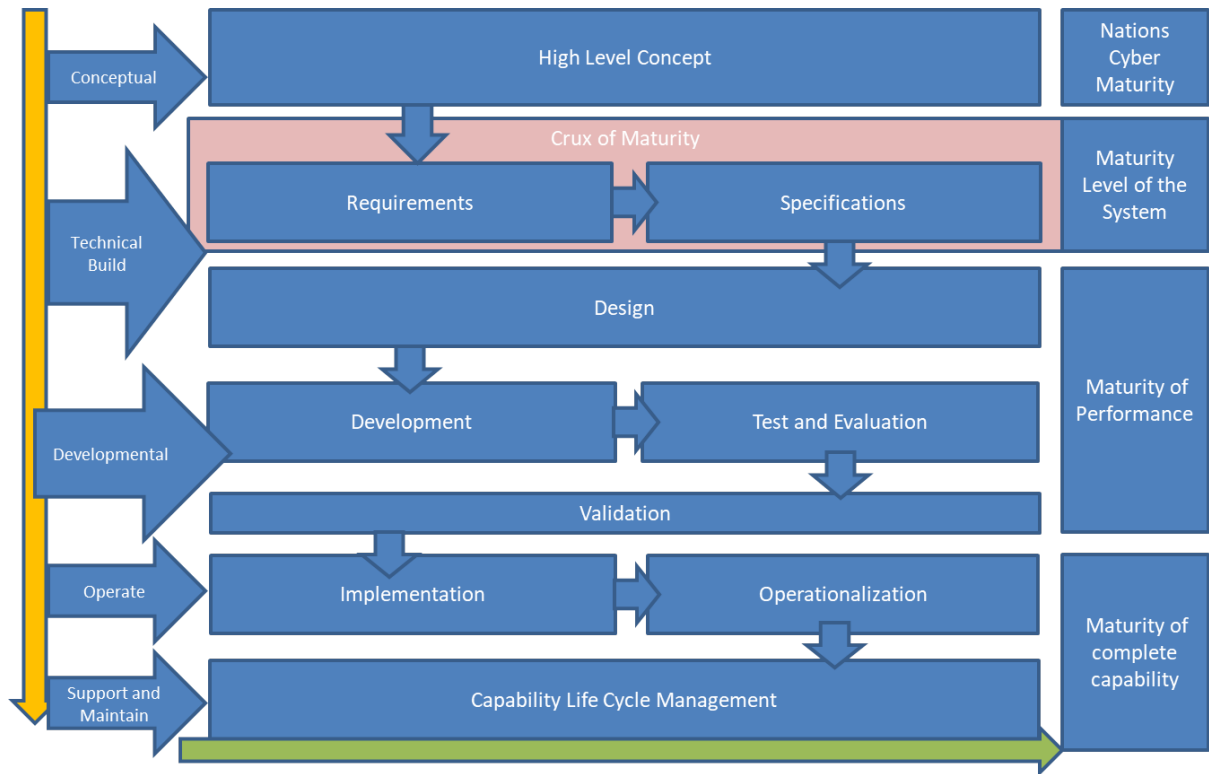 Conceptual
High Level Concept
Nations
Cyber
Maturity
Crux of Maturity
Technical
Build
Requirements
Specifications
Maturity
Level of the
System
Design
Developmental
Development
Test and Evaluation
Maturity of
Performance
Validation
Operate
Implementation
Operationalization
Support and
Maintain
Capability Life Cycle Management
Maturity of
complete
capability